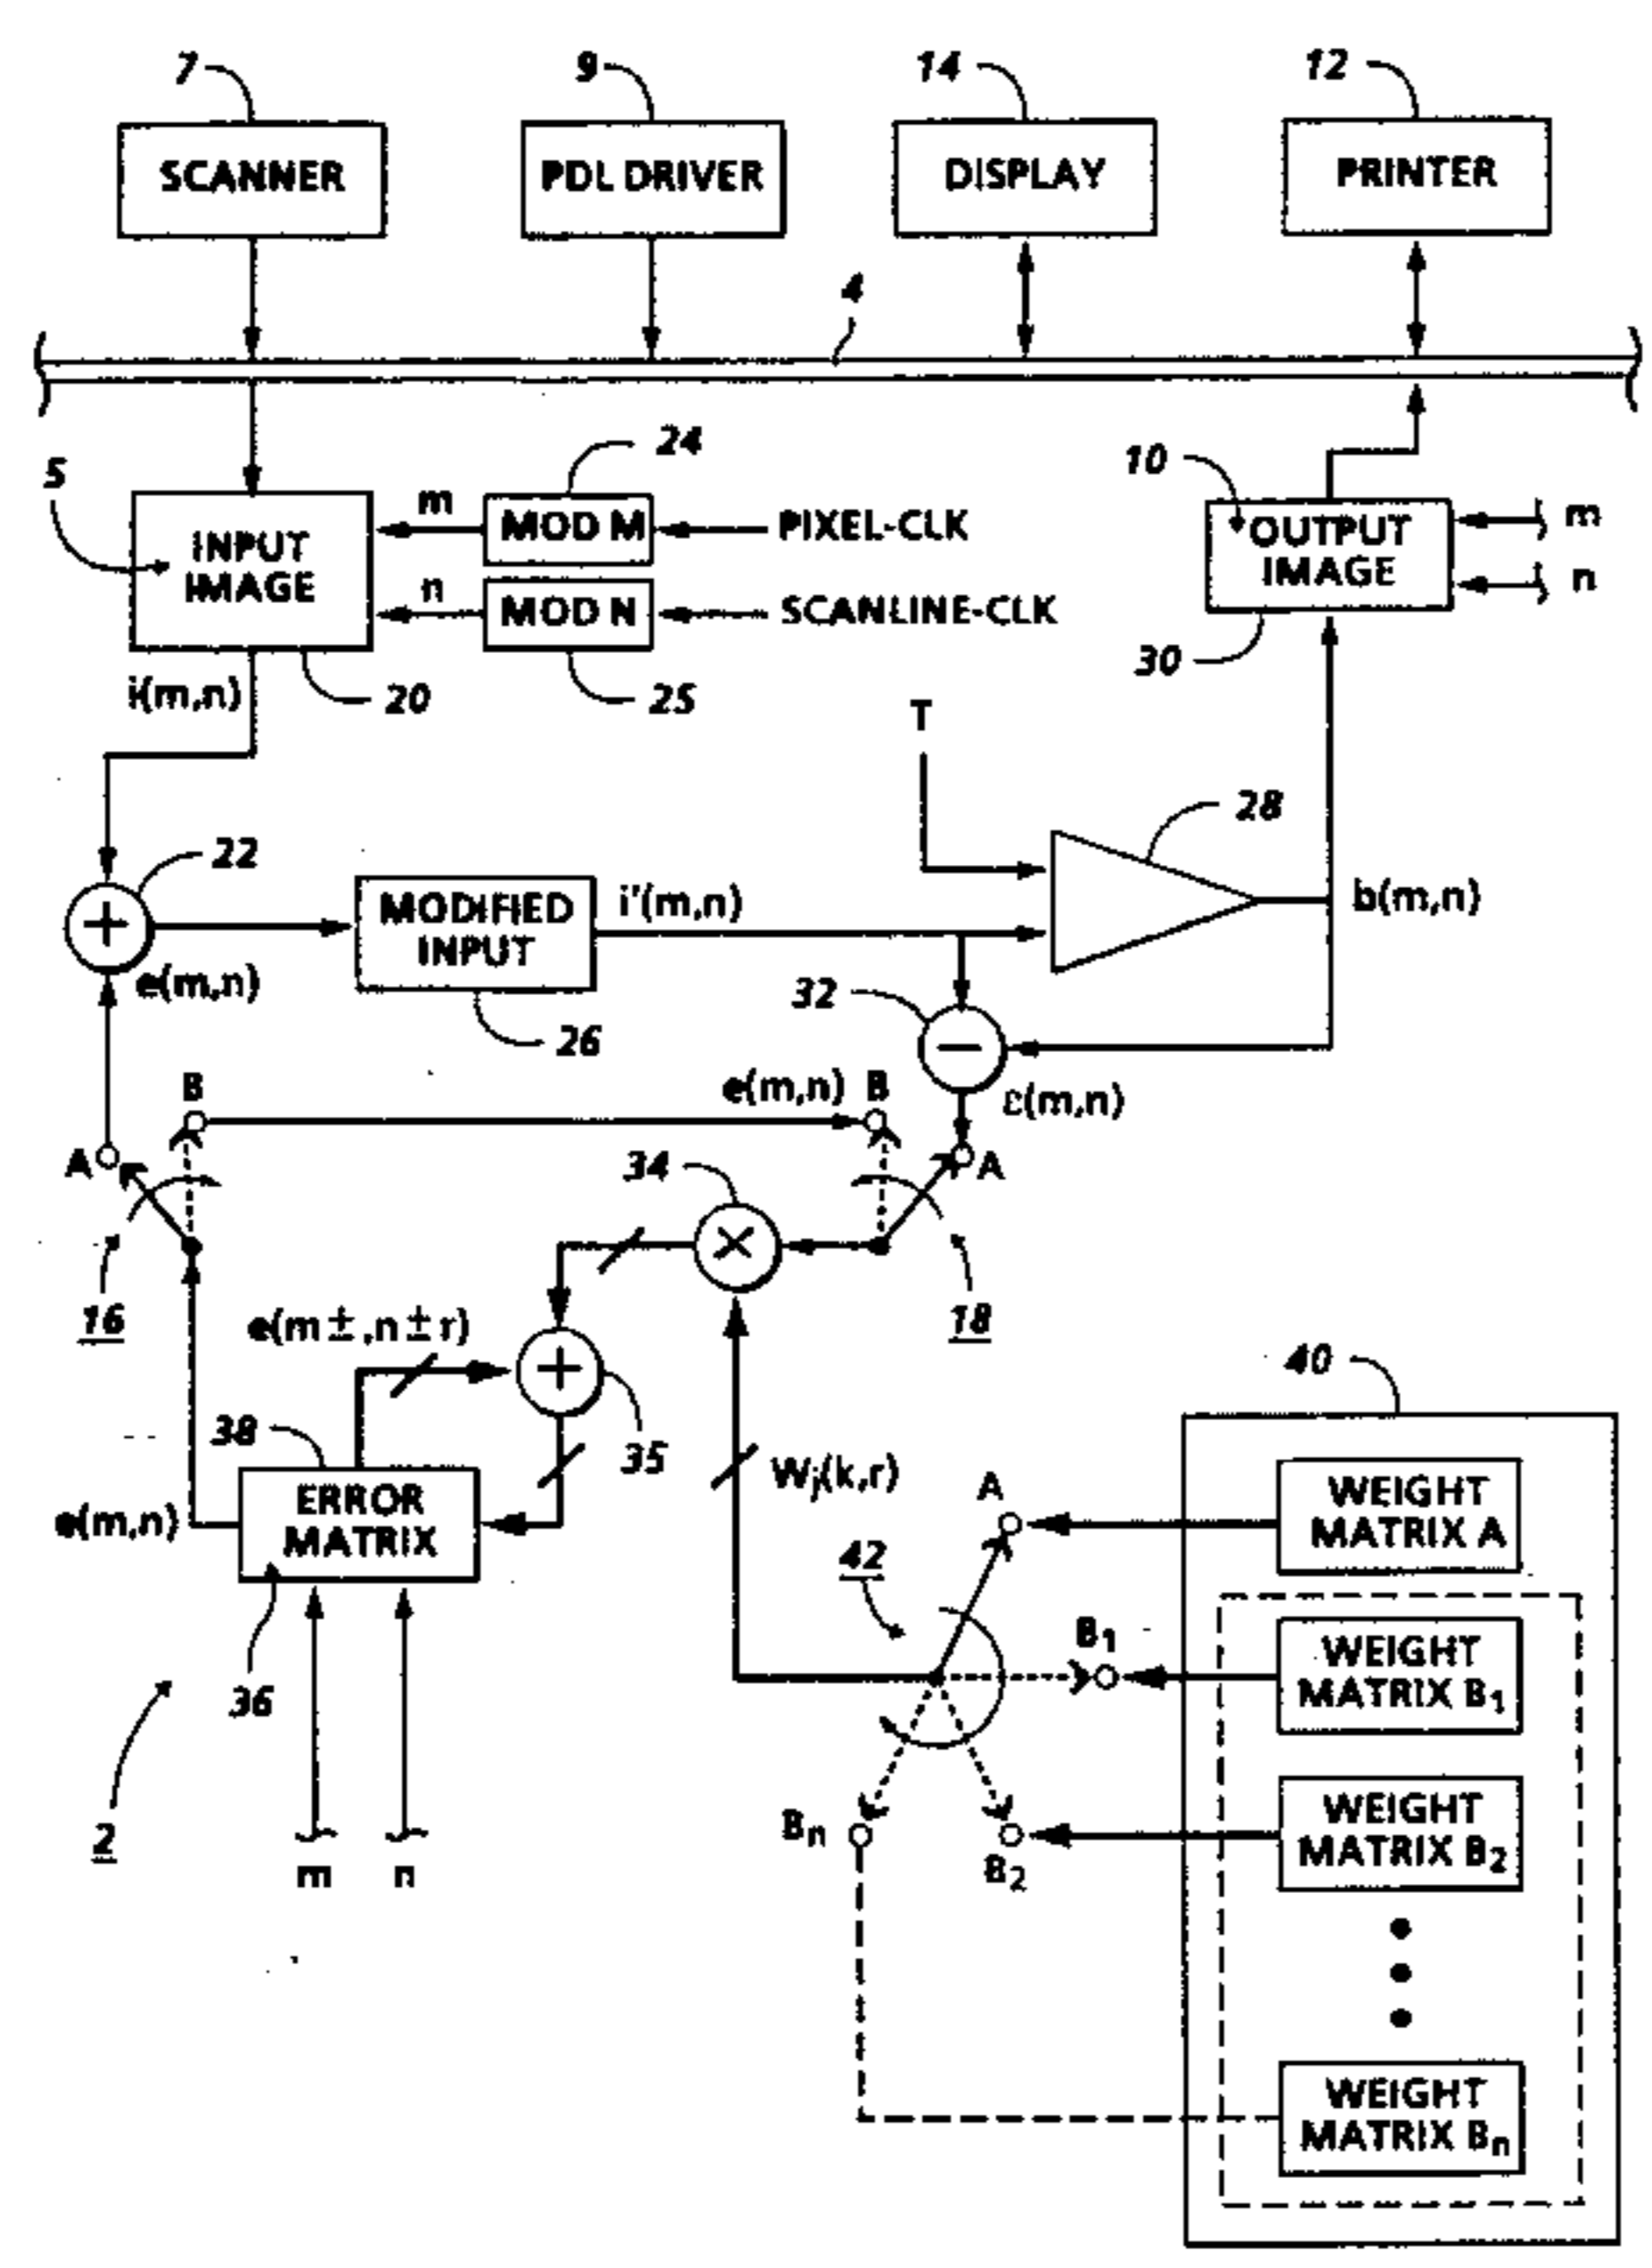 7
9
14
12
SCANNER
PDL DRIVER
DISPLAY
PRINTER
4
24
10
5
m
MOD M
PIXEL-CLK
INPUT
IMAGE
OUTPUT
IMAGE
m
n
n
MOD N
SCANLINE-CLK
i(m,n)
20
25
30
T
28
22
MODIFIED
INPUT
i'(m,n)
b(m,n)
e(m,n)
32
26
B
e(m,n)
B
ε(m,n)
A
34
A
16
e(m±,n±r)
18
40
38
35
Wj(k,r)
A
WEIGHT
MATRIX A
e(m,n)
ERROR
MATRIX
42
B1
WEIGHT
MATRIX B1
36
2
Bn
B2
WEIGHT
MATRIX B2
m
n
WEIGHT
MATRIX Bn